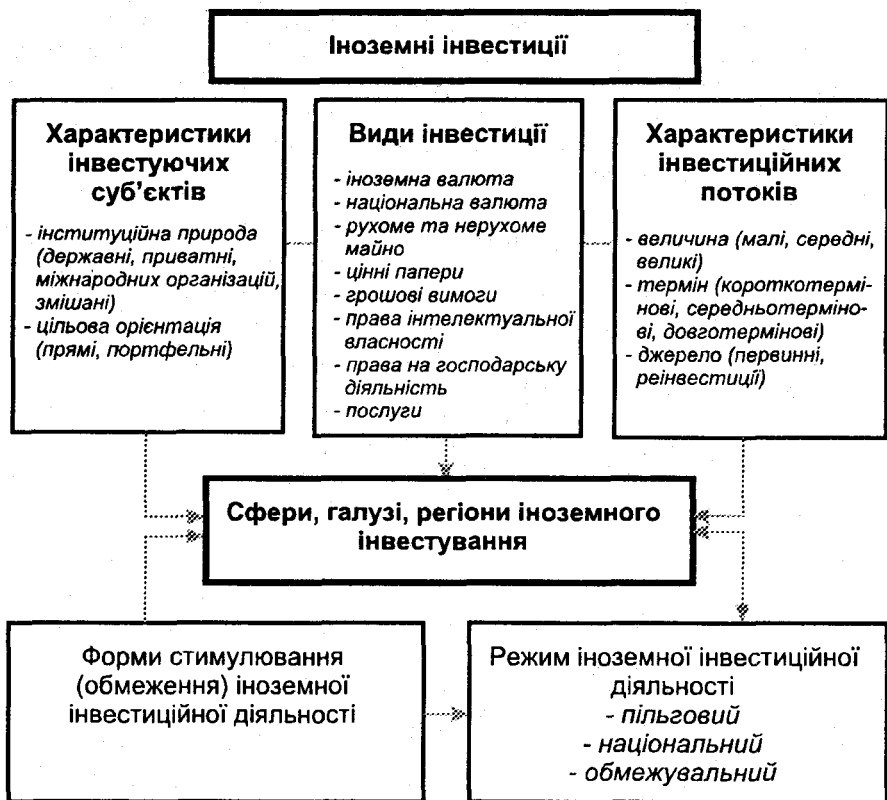 Іноземні інвестиції
Характеристики
інвестуючих
суб'єктів
- інституційна природа
(державні, приватні,
міжнародних організацій,
змішані)
- цільова орієнтація
(прямі, портфельні)
Види інвестиції
- іноземна валюта
- національна валюта
- рухоме та нерухоме
майно
- цінні папери
- грошові вимоги
- права інтелектуальної
власності
- права на господарську
діяльність
- послуги
Характеристики
інвестиційних
потоків
- величина (малі, середні,
великі)
- термін (короткотермі-
нові, середньотерміно-
ві, довготермінові)
- джерело (первинні,
реінвестиції)
Сфери, галузі, регіони іноземного
інвестування
Форми стимулювання
(обмеження) іноземної
інвестиційної діяльності
Режим іноземної інвестиційної
діяльності
- пільговий
- національний
- обмежувальний